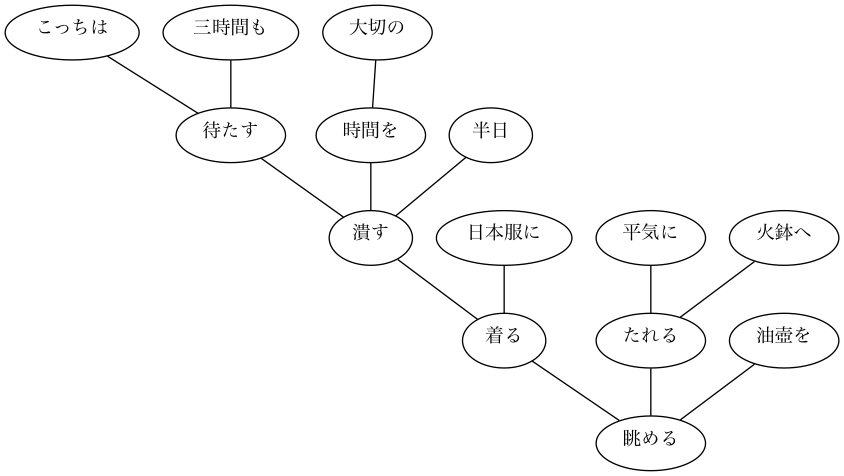 こっちは 三時間も 大切の
待たす 時間を 半日
潰す 日本服に 平気に 火鉢へ
着る たれる 油壺を
眺める